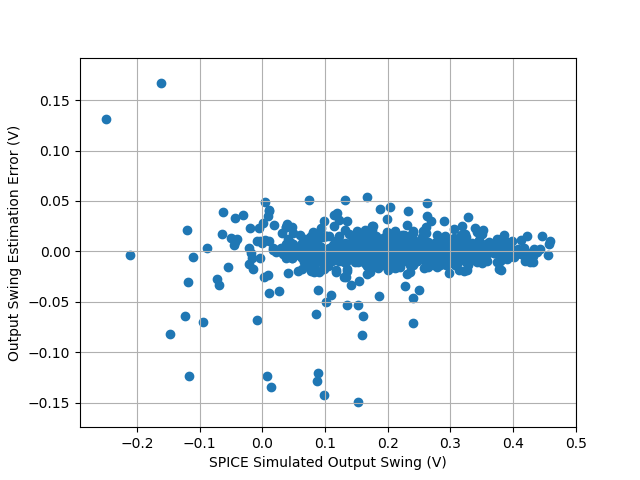 0.15
0.10
0.05
0.00
−0.05
−0.10
−0.15
Output Swing Estimation Error (V)
−0.2 −0.1 0.0 0.1 0.2 0.3 0.4 0.5
SPICE Simulated Output Swing (V)